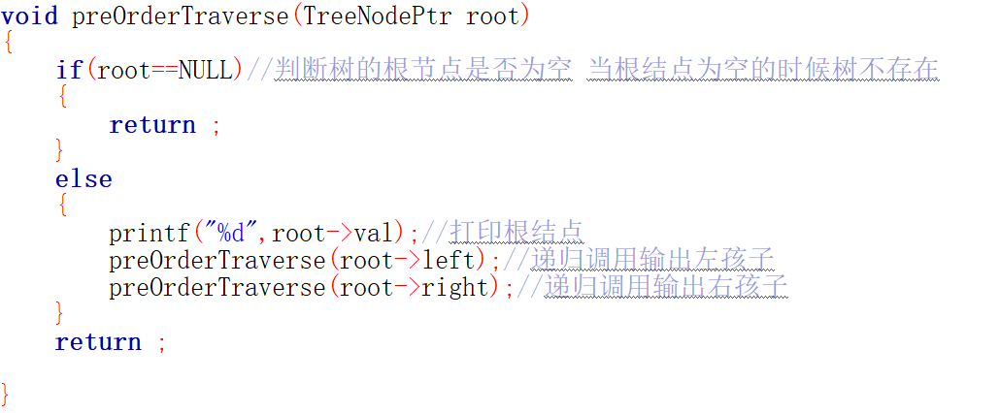 void preOrderTraverse(TreeNodePtr root)
{
    if(root==NULL)//判断树的根节点是否为空 当根结点为空的时候树不存在
    {
        return ;
    }
    else
    {
        printf("%d",root->val);//打印根结点
        preOrderTraverse(root->left);//递归调用输出左孩子
        preOrderTraverse(root->right);//递归调用输出右孩子
    }
    return ;
}